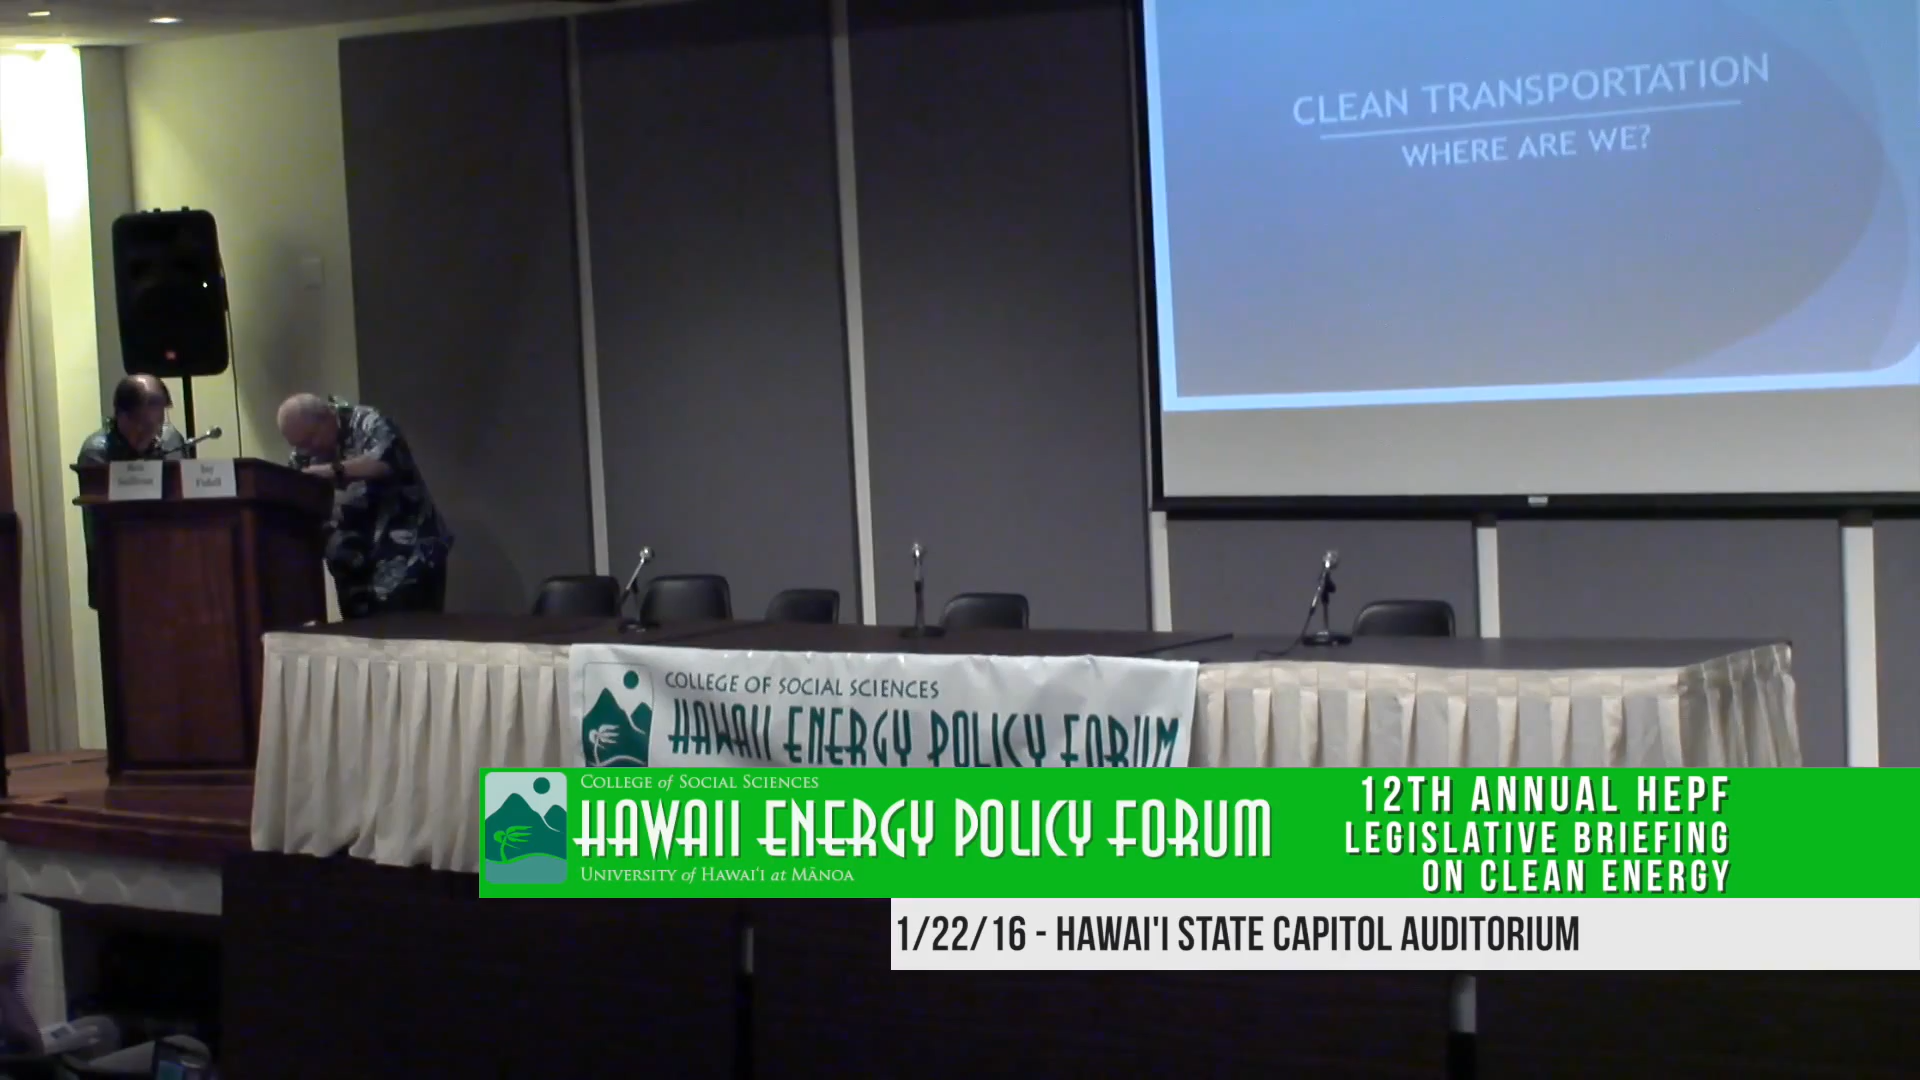 CLEAN TRANSPORTATION
WHERE ARE WE?
Jay
Fidell
COLLEGE OF SOCIAL SCIENCES
HAWAII ENERGY POLICY FORUM
COLLEGE of SOCIAL SCIENCES
HAWAII ENERGY POLICY FORUM
UNIVERSITY of HAWAI'I at MĀNOA
12TH ANNUAL HEPF
LEGISLATIVE BRIEFING
ON CLEAN ENERGY
1/22/16 - HAWAI'I STATE CAPITOL AUDITORIUM